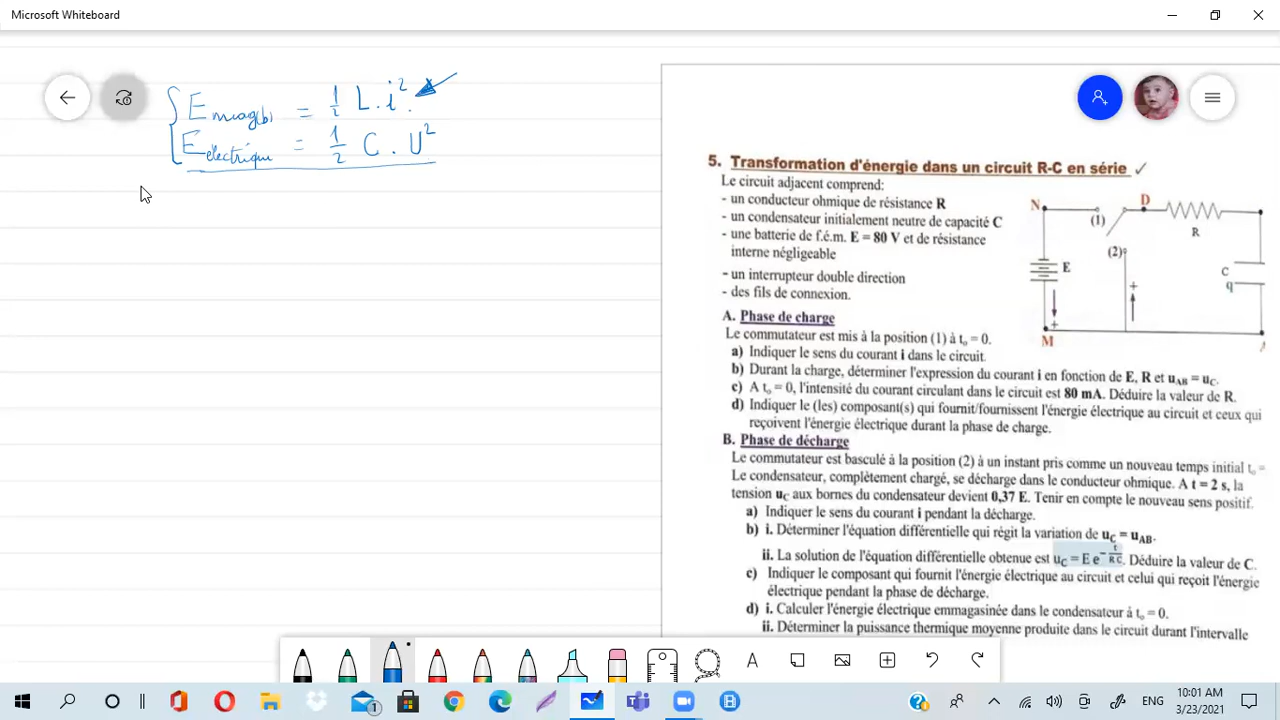 Microsoft Whiteboard
E mag(b) = 1/2 L . i².
E électrique = 1/2 C . U²
5. Transformation d'énergie dans un circuit R-C en série ✓
Le circuit adjacent comprend:
- un conducteur ohmique de résistance R
- un condensateur initialement neutre de capacité C
- une batterie de f.é.m. E = 80 V et de résistance
interne négligeable
- un interrupteur double direction
- des fils de connexion.
N
(1)
D
R
(2)
E
C
q
+
+
M
A. Phase de charge
Le commutateur est mis à la position (1) à t₀ = 0.
a) Indiquer le sens du courant i dans le circuit.
b) Durant la charge, déterminer l'expression du courant i en fonction de E, R et u_AB = u_C.
c) A t₀ = 0, l'intensité du courant circulant dans le circuit est 80 mA. Déduire la valeur de R.
d) Indiquer le (les) composant(s) qui fournit/fournissent l'énergie électrique au circuit et ceux qui
reçoivent l'énergie électrique durant la phase de charge.
B. Phase de décharge
Le commutateur est basculé à la position (2) à un instant pris comme un nouveau temps initial t₀ =
Le condensateur, complètement chargé, se décharge dans le conducteur ohmique. A t = 2 s, la
tension u_C aux bornes du condensateur devient 0,37 E. Tenir en compte le nouveau sens positif.
a) Indiquer le sens du courant i pendant la décharge.
b) i. Déterminer l'équation différentielle qui régit la variation de u_C = u_AB.
ii. La solution de l'équation différentielle obtenue est u_C = E e^(-t/RC). Déduire la valeur de C.
c) Indiquer le composant qui fournit l'énergie électrique au circuit et celui qui reçoit l'énergie
électrique pendant la phase de décharge.
d) i. Calculer l'énergie électrique emmagasinée dans le condensateur à t₀ = 0.
ii. Déterminer la puissance thermique moyenne produite dans le circuit durant l'intervalle
A
1
ENG
10:01 AM
3/23/2021